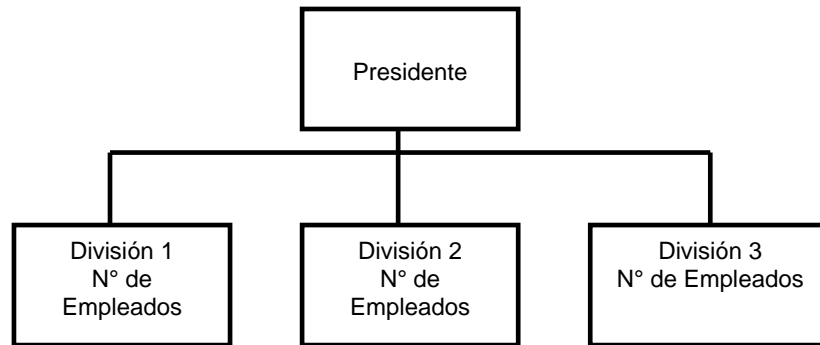 Presidente
División 1
N° de
Empleados
División 2
N° de
Empleados
División 3
N° de Empleados